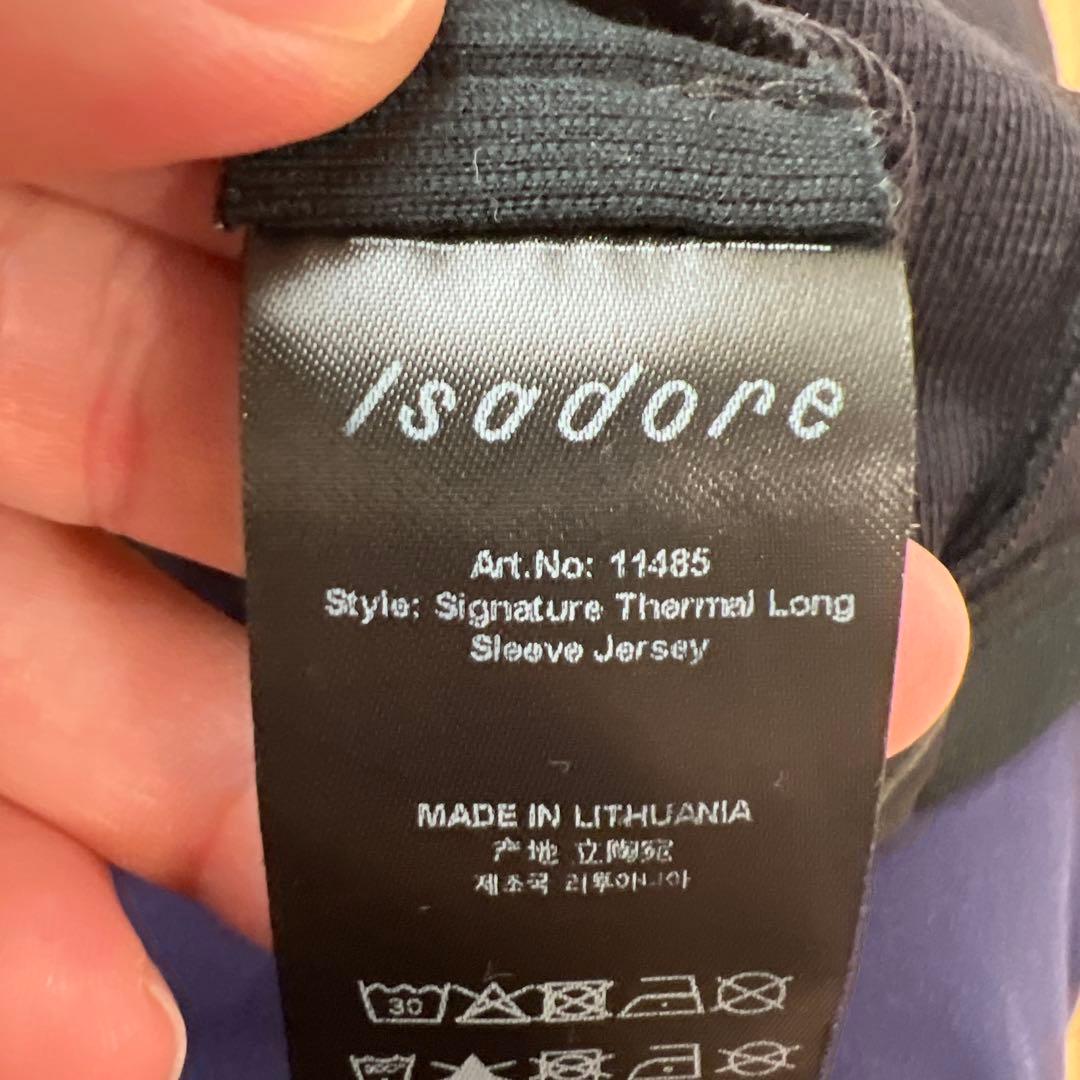 Isadore
Art.No: 11485
Style: Signature Thermal Long
Sleeve Jersey
MADE IN LITHUANIA
产地 立陶宛
제조국 리투아니아
30